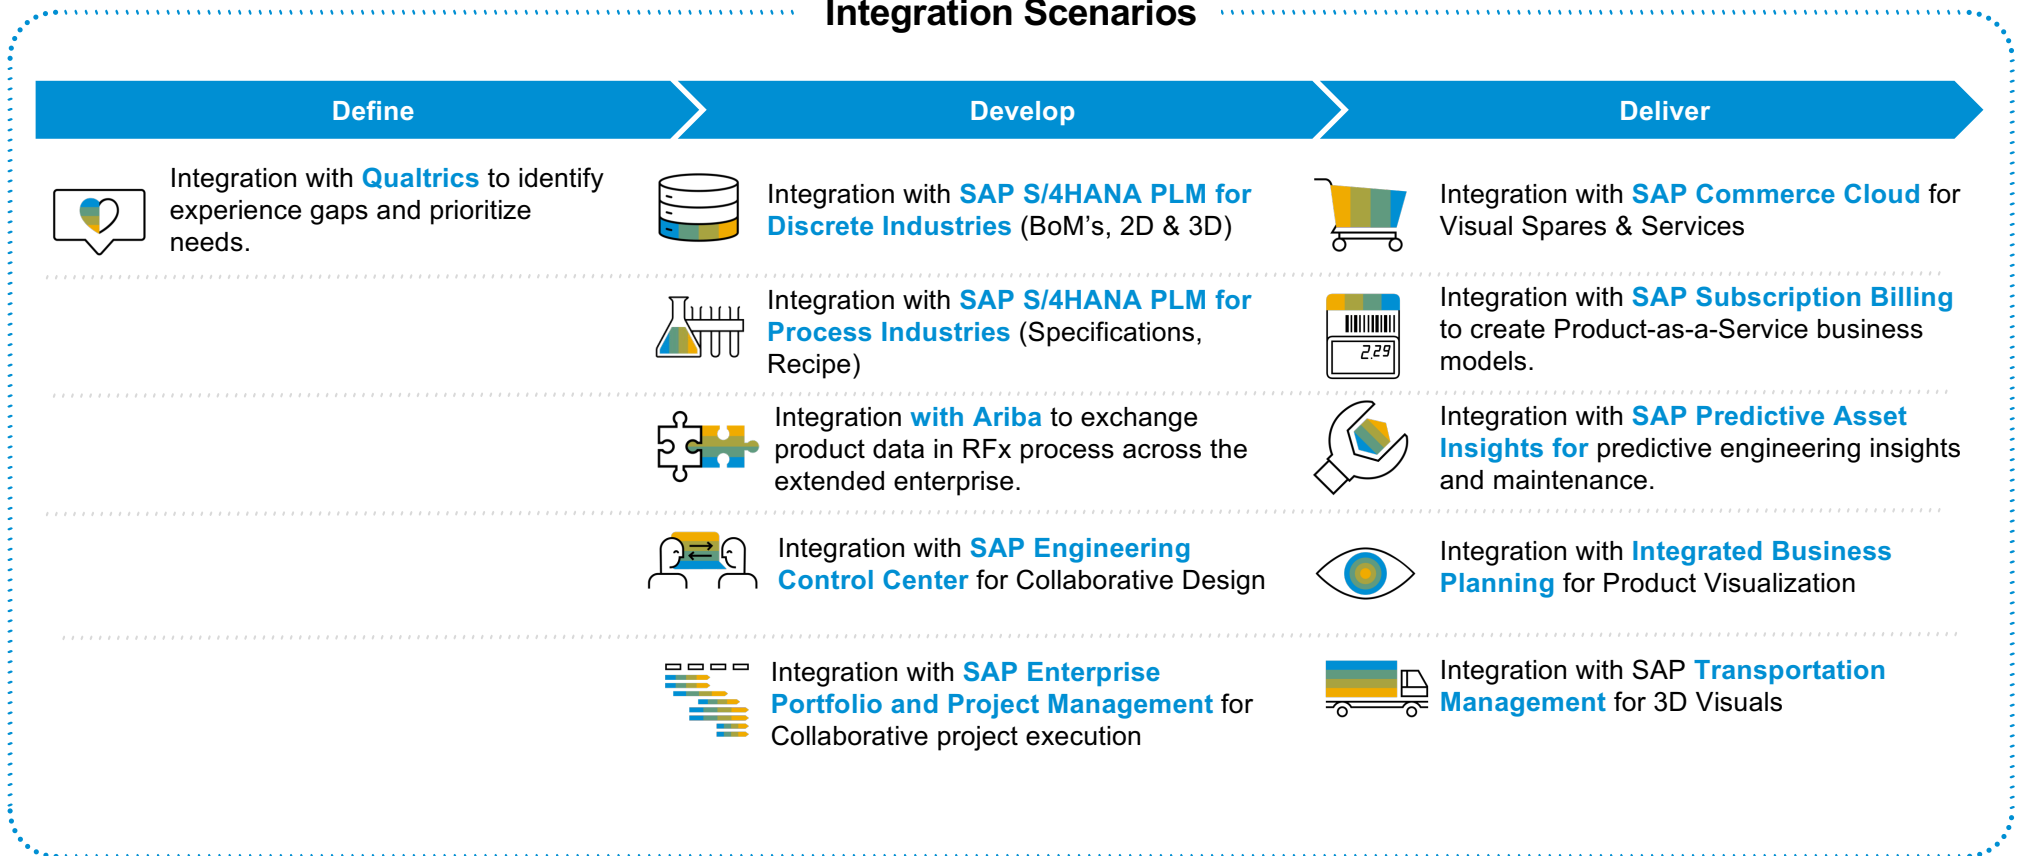 Integration Scenarios
Define
Develop
Deliver
Integration with Qualtrics to identify
experience gaps and prioritize
needs.
Integration with SAP S/4HANA PLM for
Discrete Industries (BoM's, 2D & 3D)
Integration with SAP Commerce Cloud for
Visual Spares & Services
Integration with SAP S/4HANA PLM for
Process Industries (Specifications,
Recipe)
2.29
Integration with SAP Subscription Billing
to create Product-as-a-Service business
models.
Integration with Ariba to exchange
product data in RFx process across the
extended enterprise.
Integration with SAP Predictive Asset
Insights for predictive engineering insights
and maintenance.
Integration with SAP Engineering
Control Center for Collaborative Design
Integration with Integrated Business
Planning for Product Visualization
Integration with SAP Enterprise
Portfolio and Project Management for
Collaborative project execution
Integration with SAP Transportation
Management for 3D Visuals